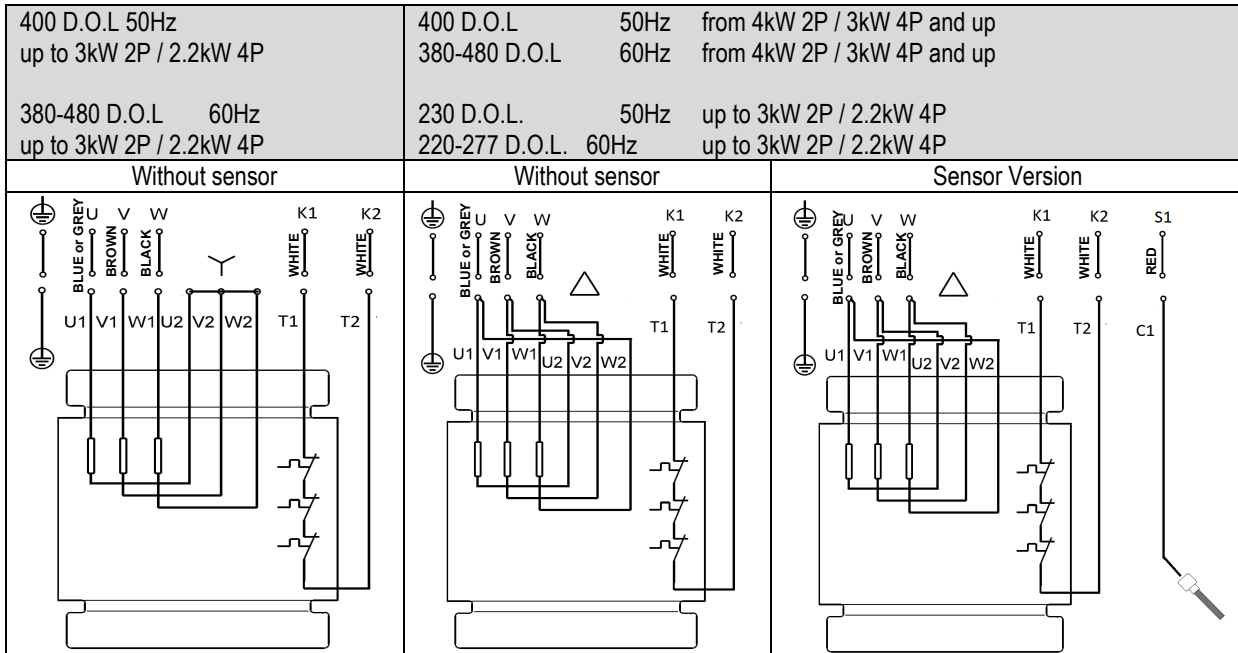 400 D.O.L 50Hz
up to 3kW 2P / 2.2kW 4P
380-480 D.O.L 60Hz
up to 3kW 2P / 2.2kW 4P
400 D.O.L 50Hz from 4kW 2P / 3kW 4P and up
380-480 D.O.L 60Hz from 4kW 2P / 3kW 4P and up
230 D.O.L. 50Hz up to 3kW 2P / 2.2kW 4P
220-277 D.O.L. 60Hz up to 3kW 2P / 2.2kW 4P
Without sensor
U V W K1 K2
BLUE or GREY
BROWN
BLACK
WHITE
WHITE
U1 V1 W1 U2 V2 W2 T1 T2
Without sensor
U V W K1 K2
BLUE or GREY
BROWN
BLACK
WHITE
WHITE
T1 T2
U1 V1 W1 U2 V2 W2
Sensor Version
U V W K1 K2 S1
BLUE or GREY
BROWN
BLACK
WHITE
WHITE
RED
T1 T2 C1
U1 V1 W1 U2 V2 W2